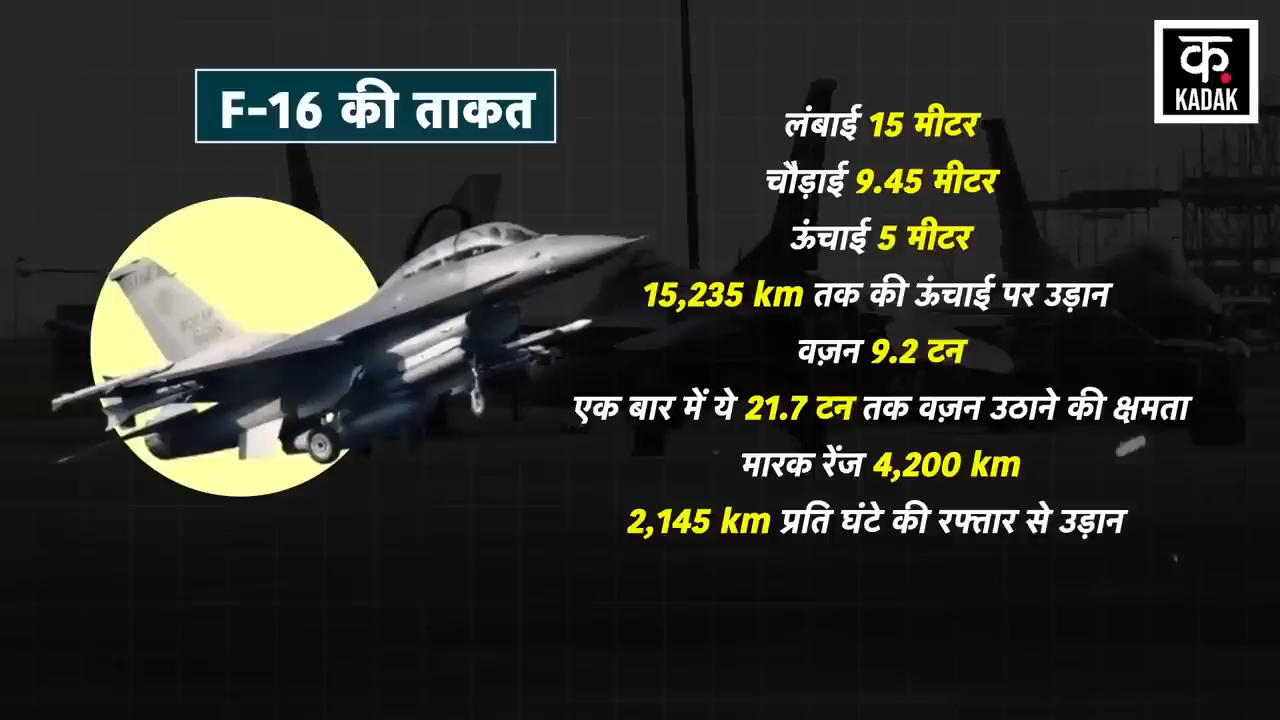 F-16 की ताकत
क
KADAK
लंबाई 15 मीटर
चौड़ाई 9.45 मीटर
ऊंचाई 5 मीटर
15,235 km तक की ऊंचाई पर उड़ान
वज़न 9.2 टन
एक बार में ये 21.7 टन तक वज़न उठाने की क्षमता
मारक रेंज 4,200 km
2,145 km प्रति घंटे की रफ्तार से उड़ान